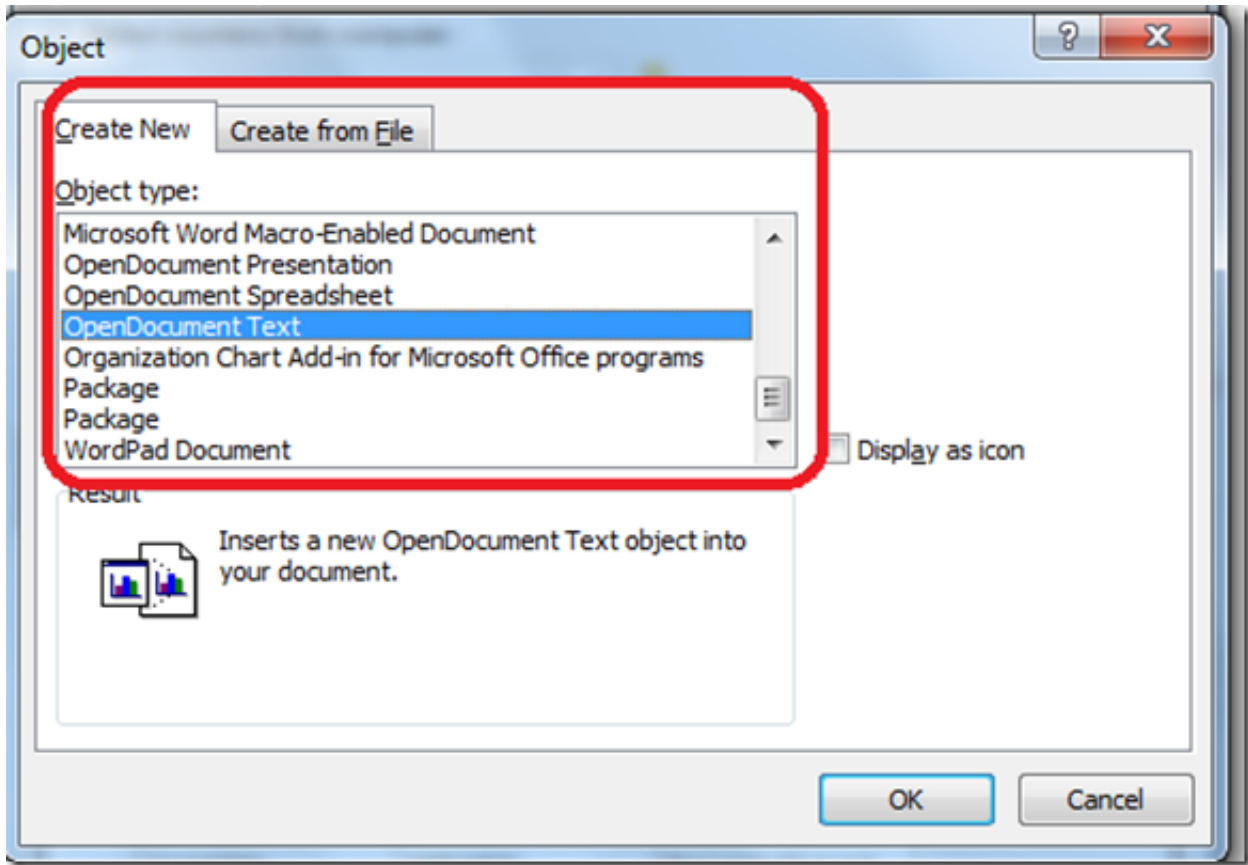 Object
Create New
Create from File
Object type:
Microsoft Word Macro-Enabled Document
OpenDocument Presentation
OpenDocument Spreadsheet
OpenDocument Text
Organization Chart Add-in for Microsoft Office programs
Package
Package
WordPad Document
Display as icon
Result
Inserts a new OpenDocument Text object into
your document.
OK
Cancel